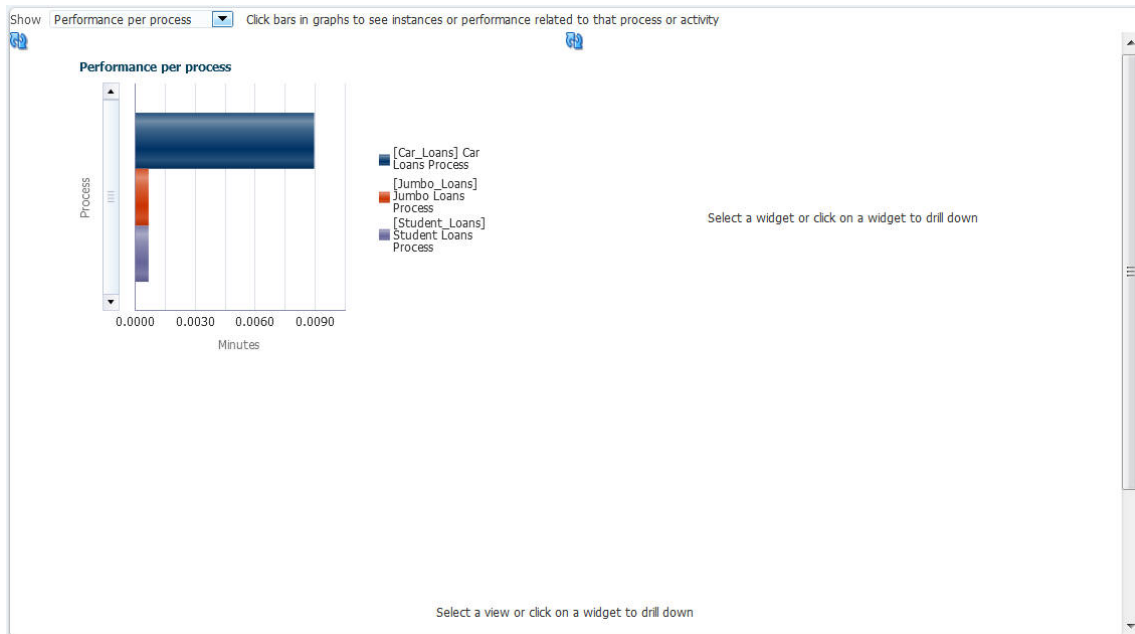 Show Performance per process Click bars in graphs to see instances or performance related to that process or activity
Performance per process
Process
[Car_Loans] Car
Loans Process
[Jumbo_Loans]
Jumbo Loans
Process
[Student_Loans]
Student Loans
Process
0.0000 0.0030 0.0060 0.0090
Minutes
Select a widget or click on a widget to drill down
Select a view or click on a widget to drill down